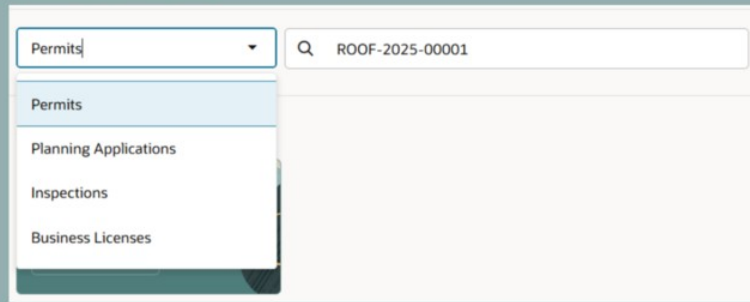 Permits
ROOF-2025-00001
Permits
Planning Applications
Inspections
Business Licenses